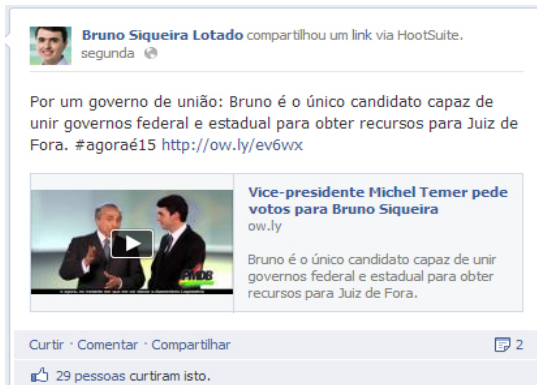 Bruno Siqueira Lotado compartilhou um link via HootSuite.
segunda
Por um governo de união: Bruno é o único candidato capaz de
unir governos federal e estadual para obter recursos para Juiz de
Fora. #agoraé15 http://ow.ly/ev6wx
Vice-presidente Michel Temer pede
votos para Bruno Siqueira
ow.ly
Bruno é o único candidato capaz de unir
governos federal e estadual para obter
recursos para Juiz de Fora.
PMDB
Curtir · Comentar · Compartilhar
2
29 pessoas curtiram isto.